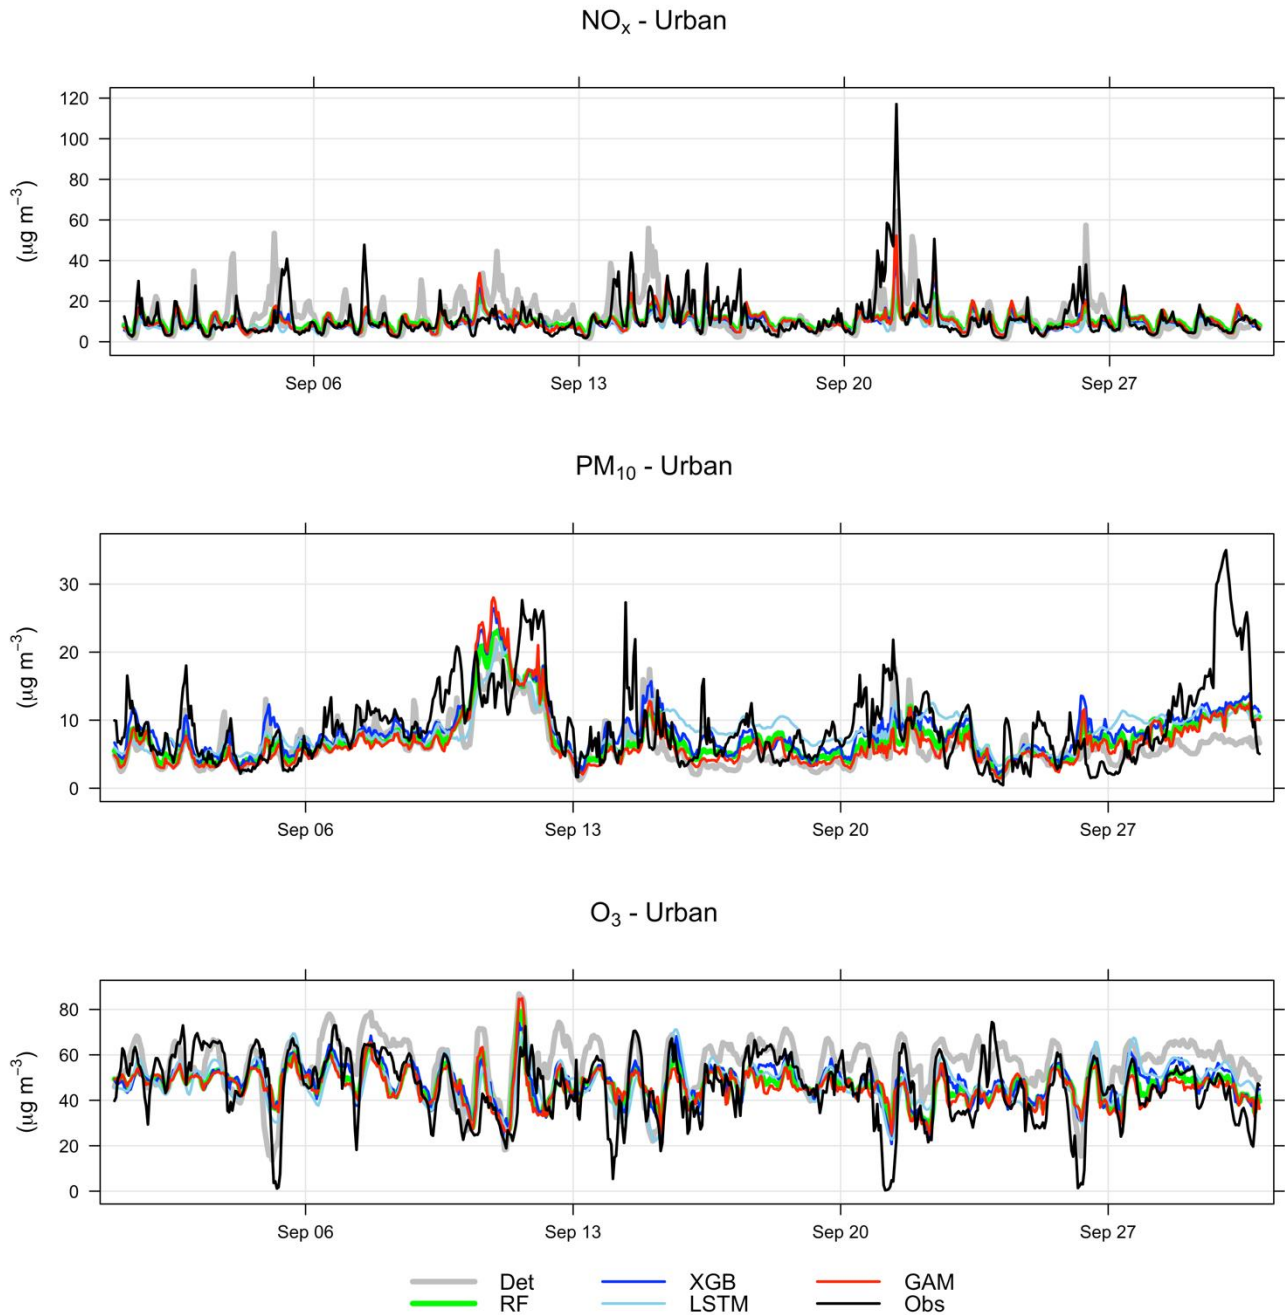 NOₓ - Urban
120
100
80
60
40
20
0
(µg m⁻³)
Sep 06 Sep 13 Sep 20 Sep 27
PM₁₀ - Urban
30
20
10
0
(µg m⁻³)
Sep 06 Sep 13 Sep 20 Sep 27
O₃ - Urban
80
60
40
20
0
(µg m⁻³)
Sep 06 Sep 13 Sep 20 Sep 27
Det XGB GAM
RF LSTM Obs